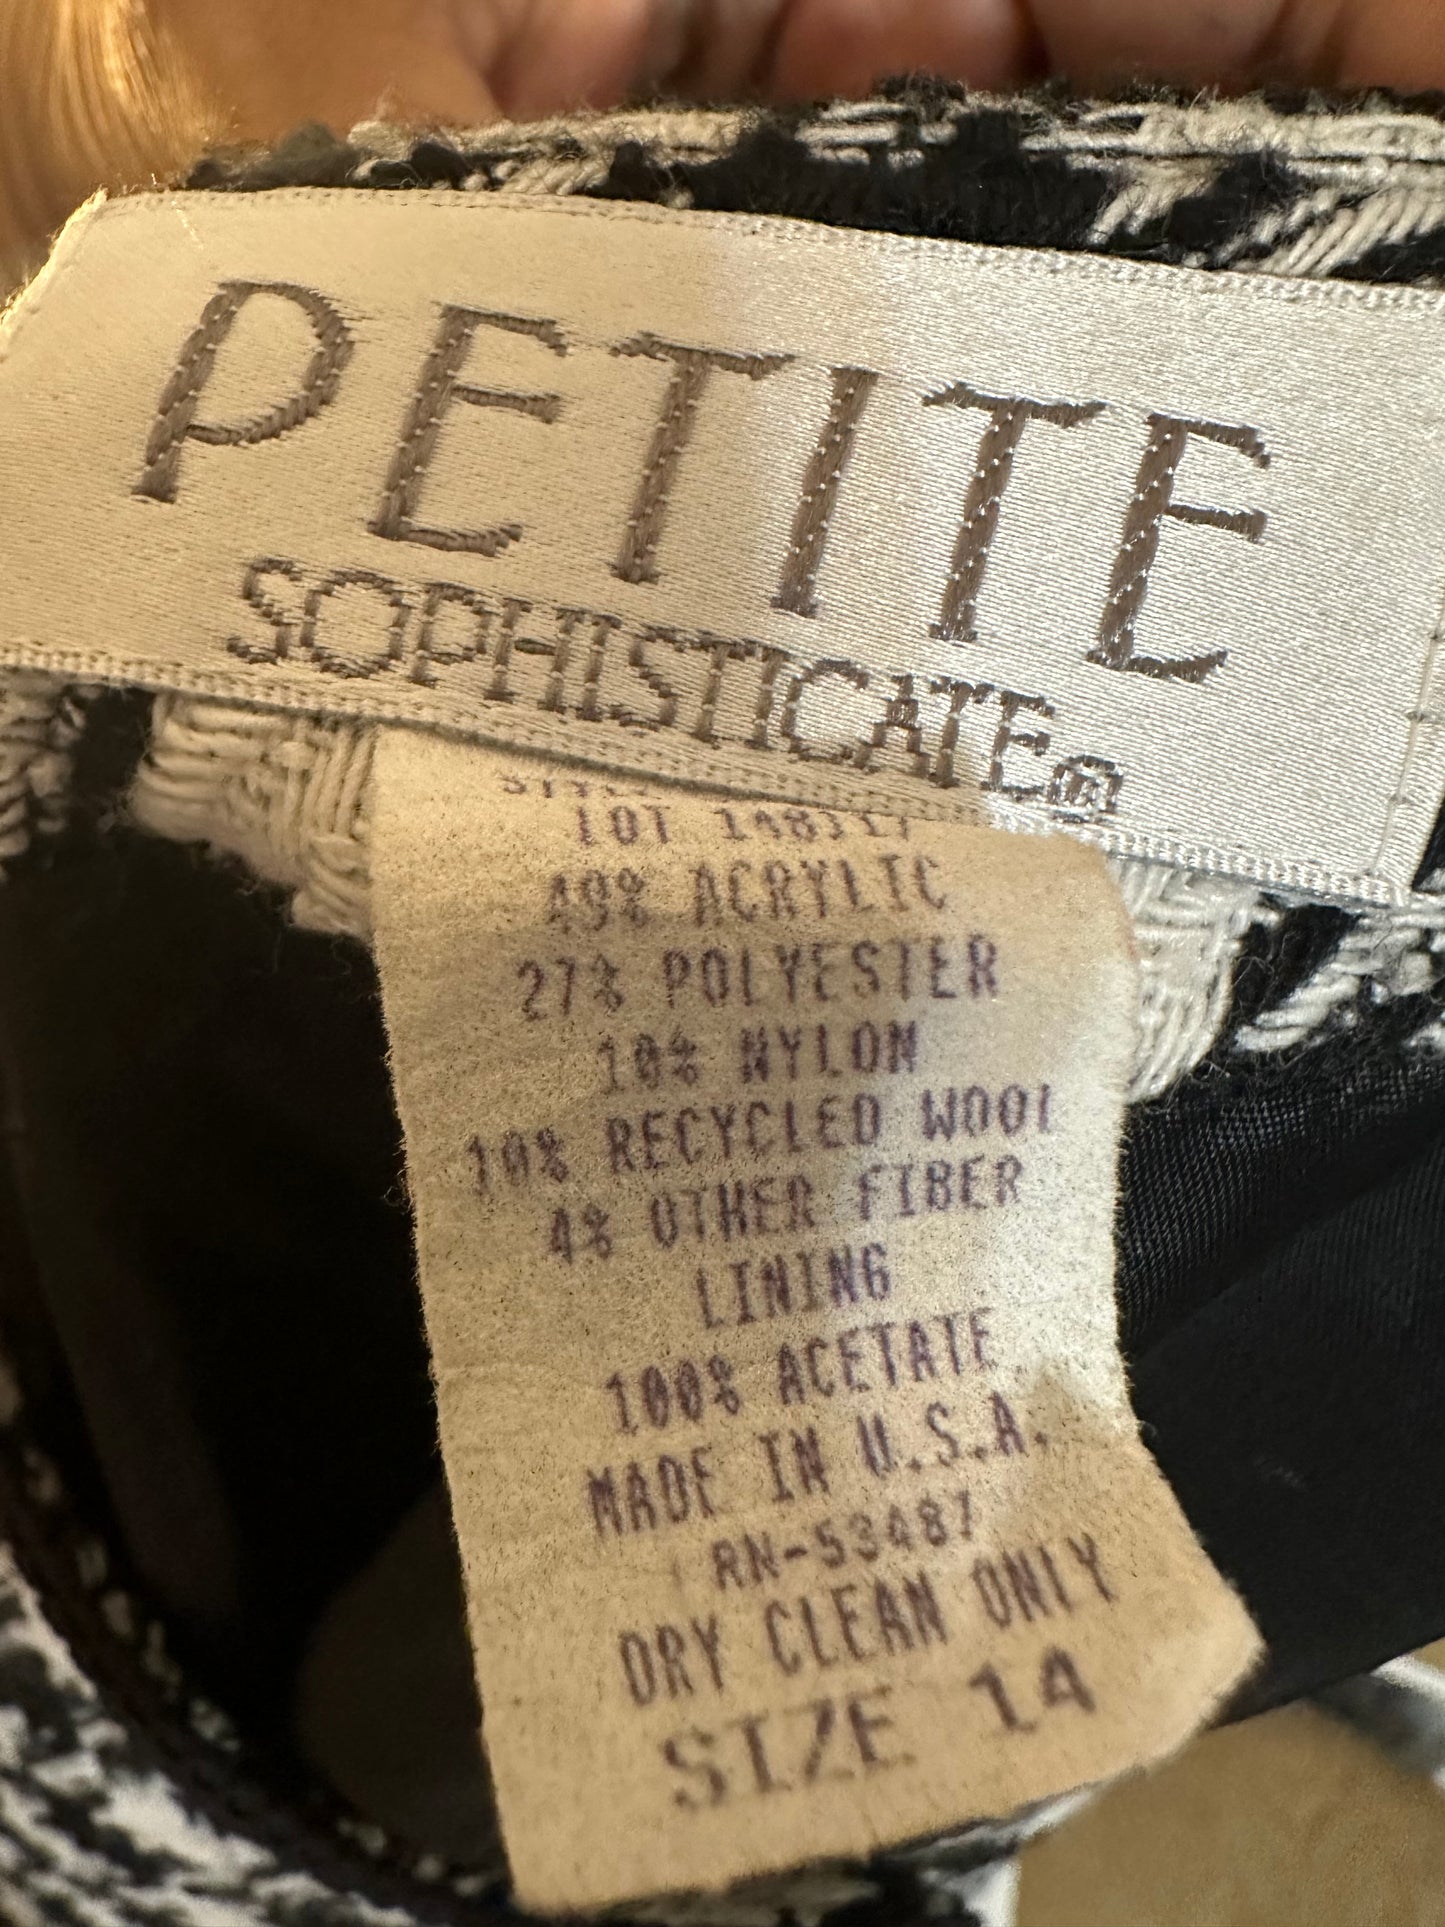 PETITE
SOPHISTICATE®
LOT
49% ACRYLIC
27% POLYESTER
10% NYLON
10% RECYCLED WOOL
4% OTHER FIBER
LINING
100% ACETATE
MADE IN U.S.A.
RN-53487
DRY CLEAN ONLY
SIZE 14